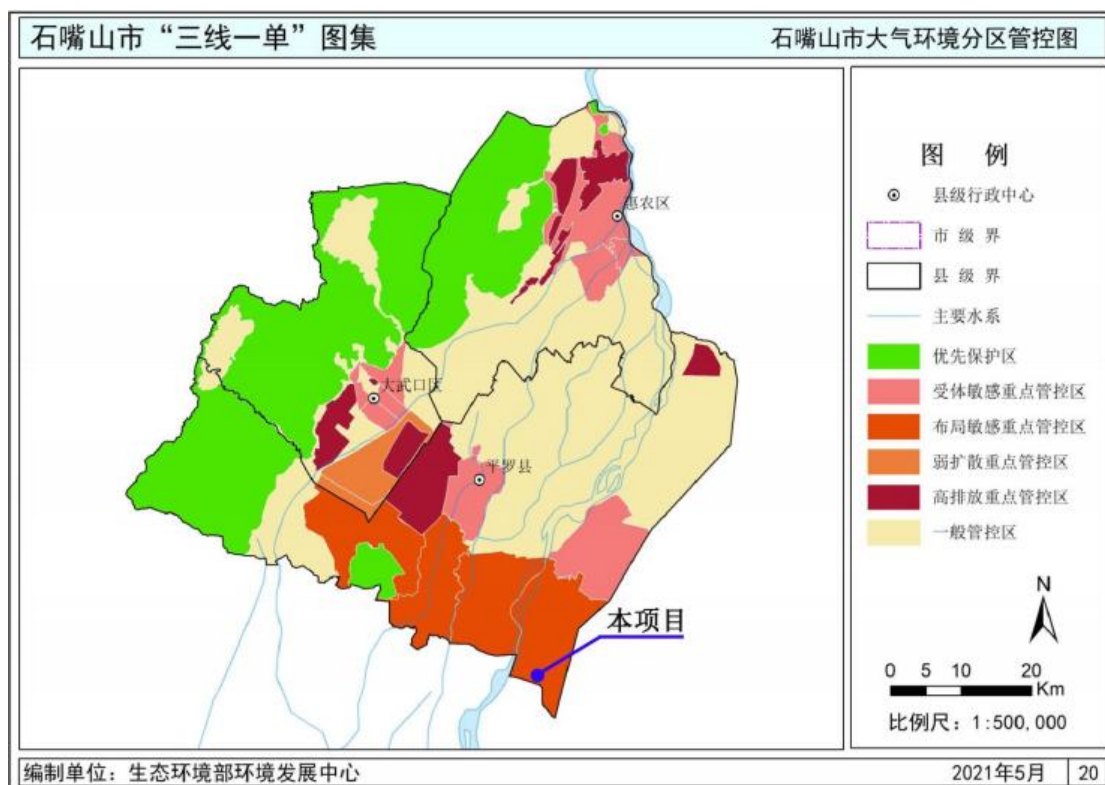 石嘴山市“三线一单”图集
石嘴山市大气环境分区管控图
惠农区
大武口区
平罗县
本项目
图 例
县级行政中心
市级界
县级界
主要水系
优先保护区
受体敏感重点管控区
布局敏感重点管控区
弱扩散重点管控区
高排放重点管控区
一般管控区
N
0 5 10 20
Km
比例尺：1:500,000
编制单位：生态环境部环境发展中心
2021年5月
20